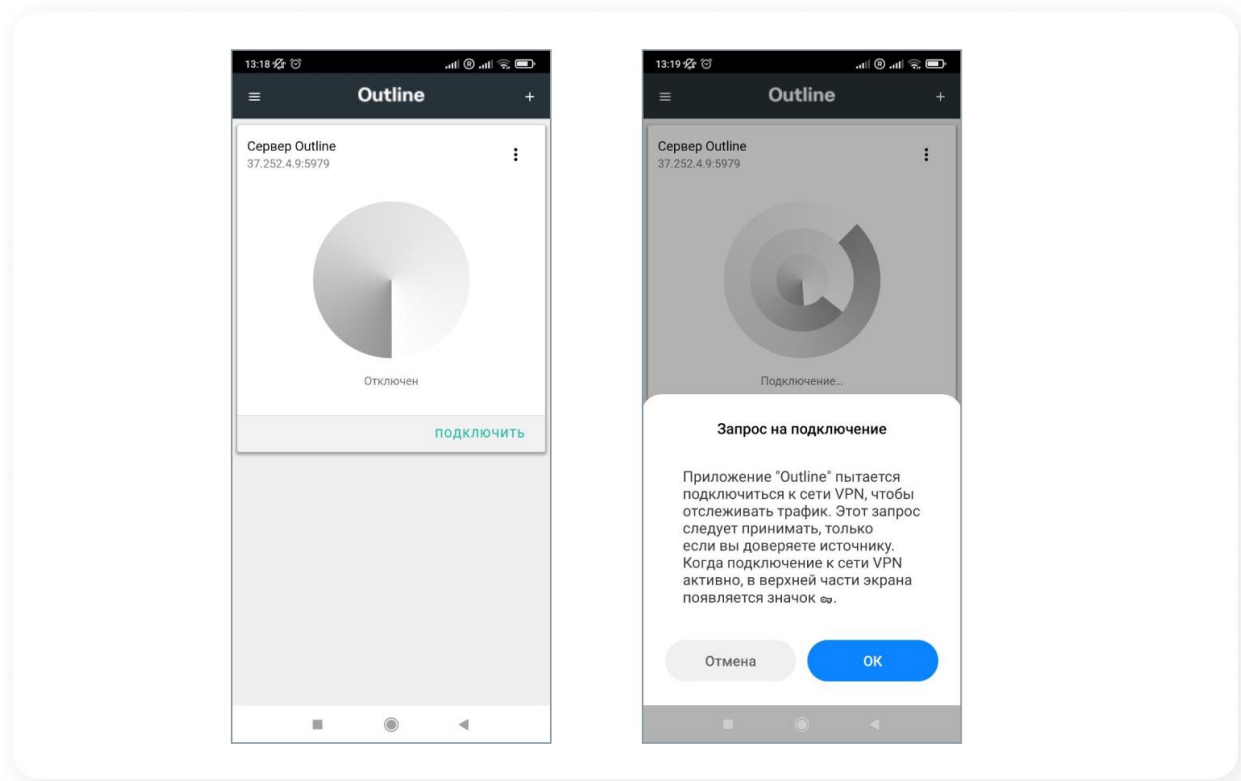 13:18
Outline
+
Сервер Outline
37.252.4.9:5979
Отключен
ПОДКЛЮЧИТЬ
13:19
Outline
+
Сервер Outline
37.252.4.9:5979
Подключение...
Запрос на подключение
Приложение "Outline" пытается
подключиться к сети VPN, чтобы
отслеживать трафик. Этот запрос
следует принимать, только
если вы доверяете источнику.
Когда подключение к сети VPN
активно, в верхней части экрана
появляется значок .
Отмена
ОК